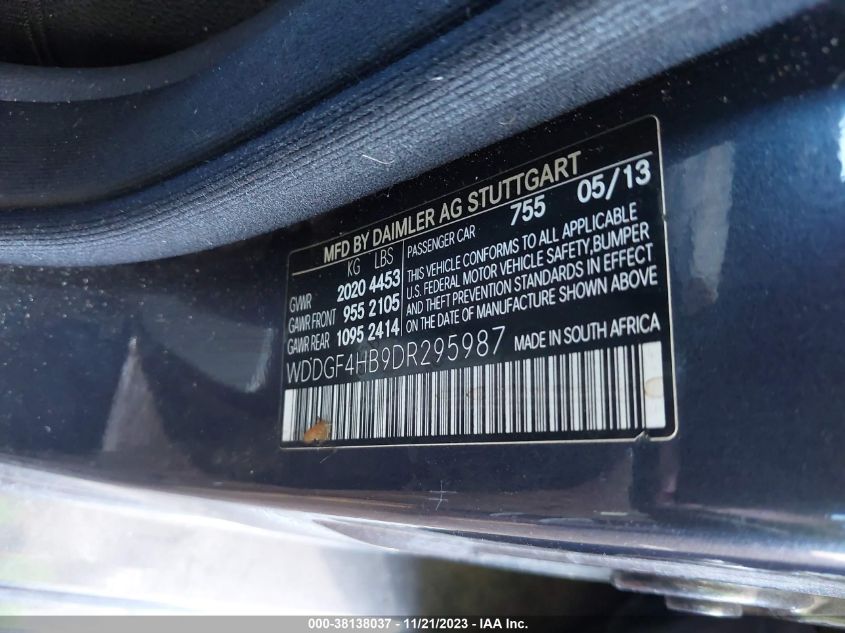 MFD BY DAIMLER AG STUTTGART
KG LBS
GVWR 2020 4453
GAWR FRONT 955 2105
GAWR REAR 1095 2414
755 05/13
PASSENGER CAR
THIS VEHICLE CONFORMS TO ALL APPLICABLE
U.S. FEDERAL MOTOR VEHICLE SAFETY, BUMPER
AND THEFT PREVENTION STANDARDS IN EFFECT
ON THE DATE OF MANUFACTURE SHOWN ABOVE
WDDGF4HB9DR295987 MADE IN SOUTH AFRICA
000-38138037 - 11/21/2023 - IAA Inc.